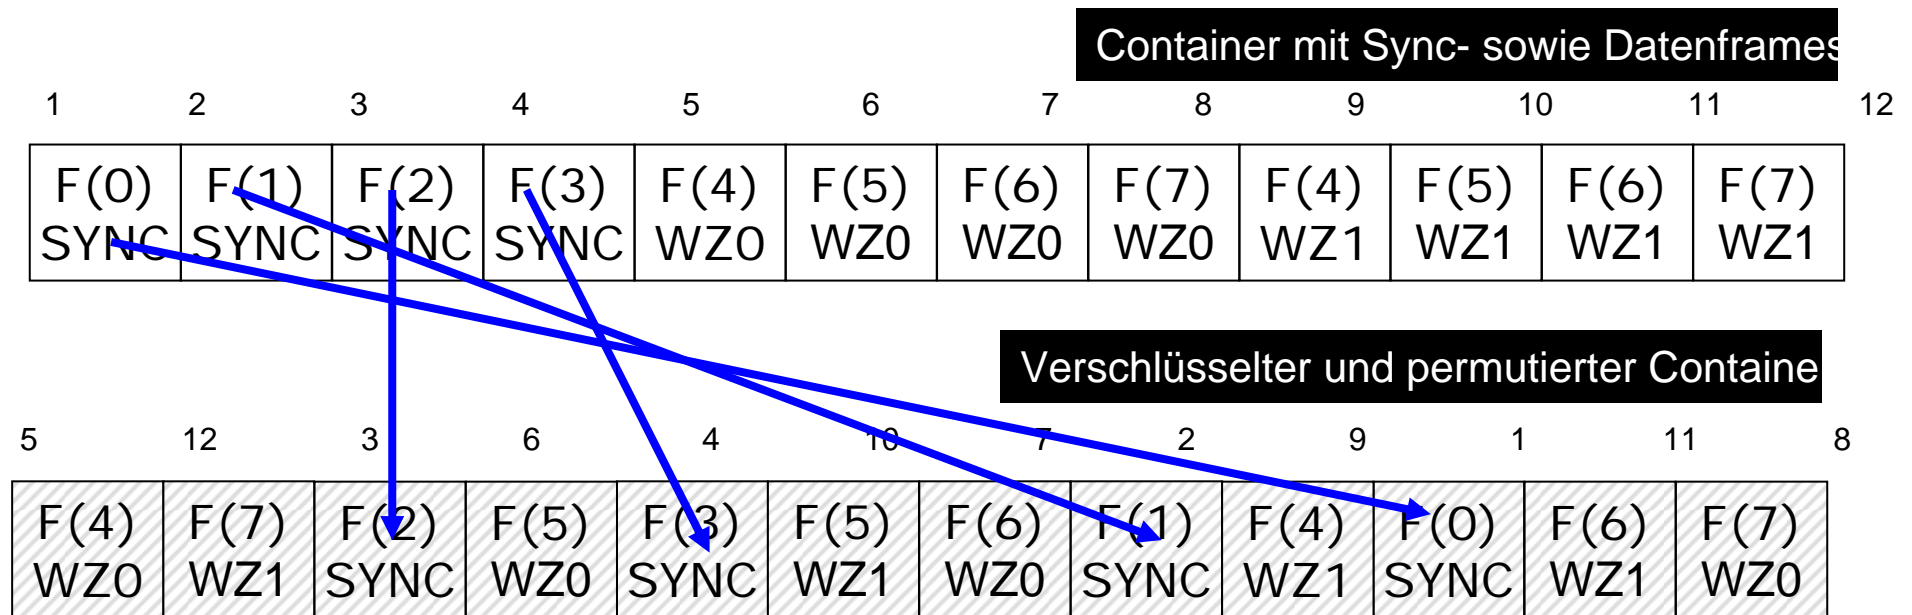 Container mit Sync- sowie Datenframes
1 2 3 4 5 6 7 8 9 10 11 12
F(0) F(1) F(2) F(3) F(4) F(5) F(6) F(7) F(4) F(5) F(6) F(7)
SYNC SYNC SYNC SYNC WZ0 WZ0 WZ0 WZ0 WZ1 WZ1 WZ1 WZ1
Verschlüsselter und permutierter Containe
5 12 3 6 4 10 7 2 9 1 11 8
F(4) F(7) F(2) F(5) F(3) F(5) F(6) F(1) F(4) F(0) F(6) F(7)
WZ0 WZ1 SYNC WZ0 SYNC WZ1 WZ0 SYNC WZ1 SYNC WZ1 WZ0